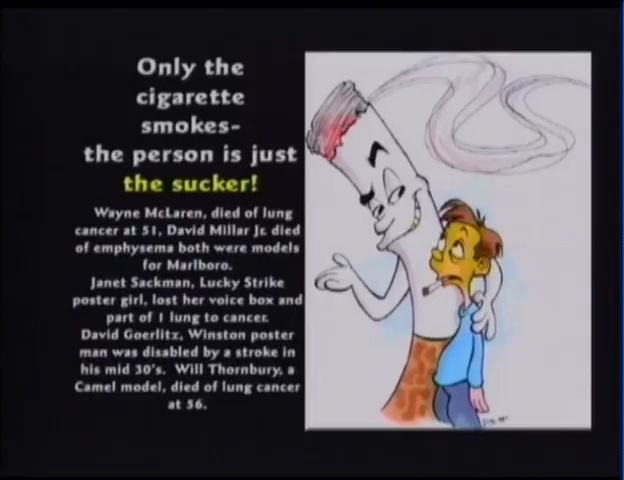 Only the
cigarette
smokes-
the person is just
the sucker!
Wayne McLaren, died of lung
cancer at 51, David Millar Jr. died
of emphysema both were models
for Marlboro.
Janet Sackman, Lucky Strike
poster girl, lost her voice box and
part of 1 lung to cancer.
David Goerlitz, Winston poster
man was disabled by a stroke in
his mid 30's. Will Thornbury, a
Camel model, died of lung cancer
at 56.